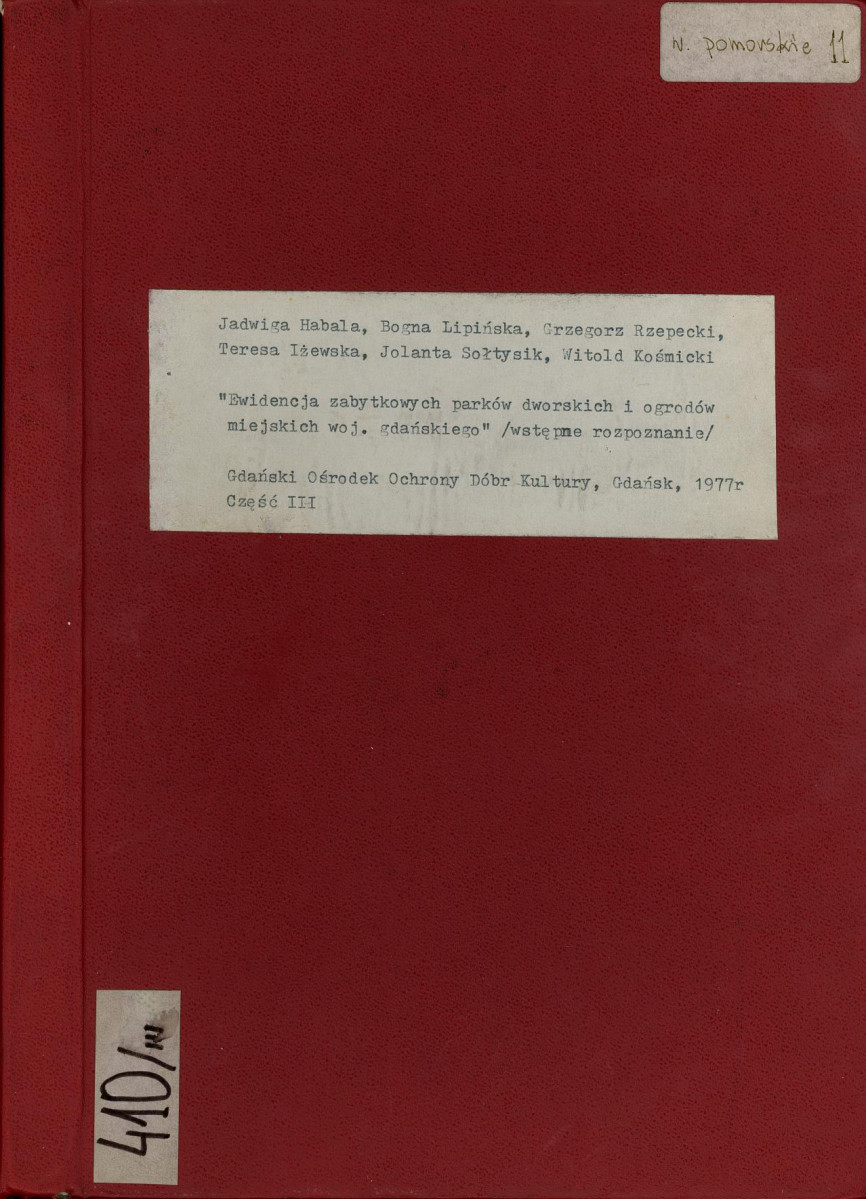 w. pomorskie 11
Jadwiga Habala, Bogna Lipińska, Grzegorz Rzepecki,
Teresa Iżewska, Jolanta Sołtysik, Witold Kośmicki
"Ewidencja zabytkowych parków dworskich i ogrodów
miejskich woj. gdańskiego" /wstępne rozpoznanie/
Gdański Ośrodek Ochrony Dóbr Kultury, Gdańsk, 1977r
Część III
410/III